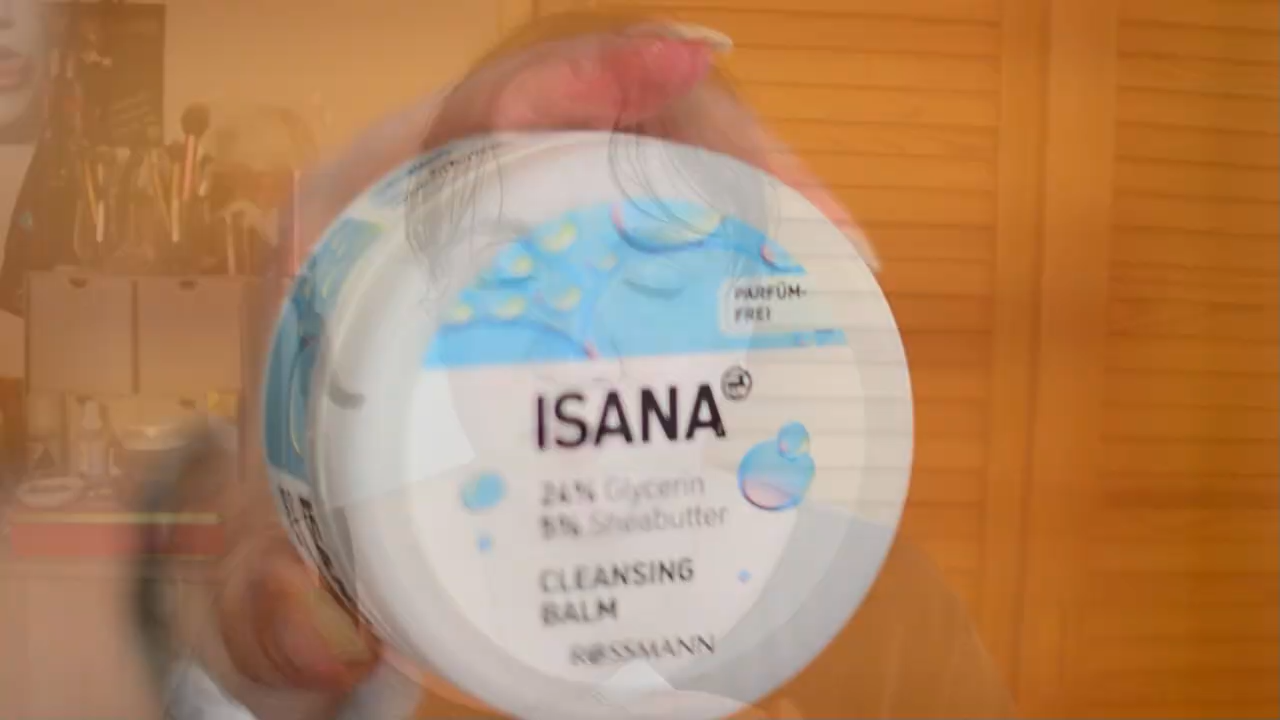 PARFÜM-
FREI
ISANA
24% Glycerin
5% Sheabutter
CLEANSING
BALM
ROSSMANN